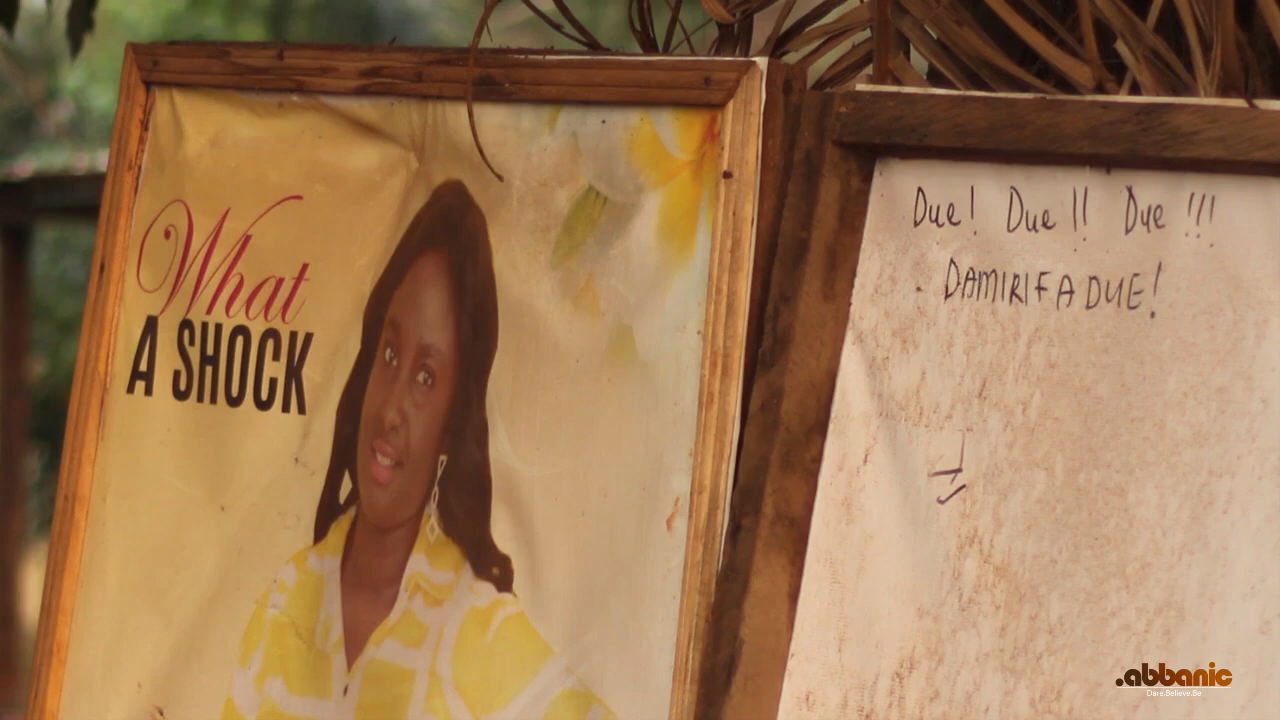 What
A SHOCK
Due! Due!! Due!!!
DAMIRIFA DUE!
.abbanic
Dare.Believe.Be